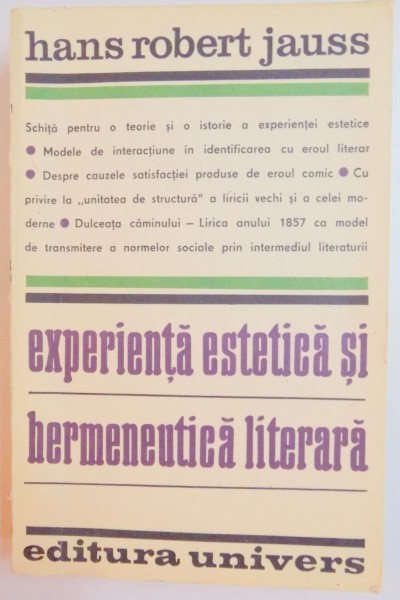 hans robert jauss
Schiță pentru o teorie și o istorie a experienței estetice
● Modele de interacțiune în identificarea cu eroul literar
● Despre cauzele satisfacției produse de eroul comic ● Cu
privire la „unitatea de structură" a liricii vechi și a celei mo-
derne ● Dulceața căminului – Lirica anului 1857 ca model
de transmitere a normelor sociale prin intermediul literaturii
experiență estetică și
hermeneutică literară
editura univers